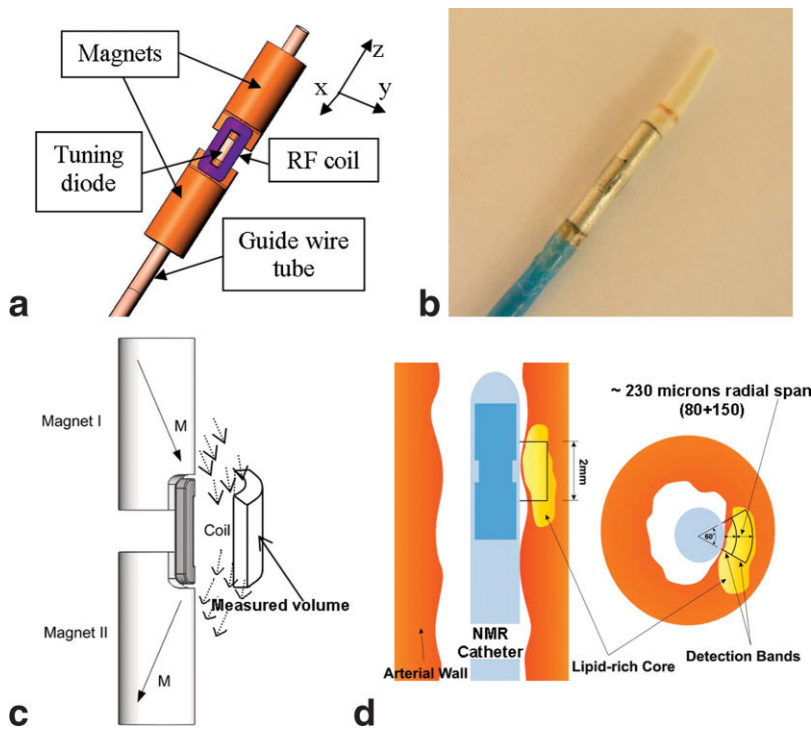 Magnets
Tuning
diode
RF coil
Guide wire
tube
x
z
y
a
b
Magnet I
M
Coil
Measured volume
Magnet II
M
c
~ 230 microns radial span
(80+150)
2mm
60°
NMR
Catheter
Arterial Wall
Lipid-rich Core
Detection Bands
d